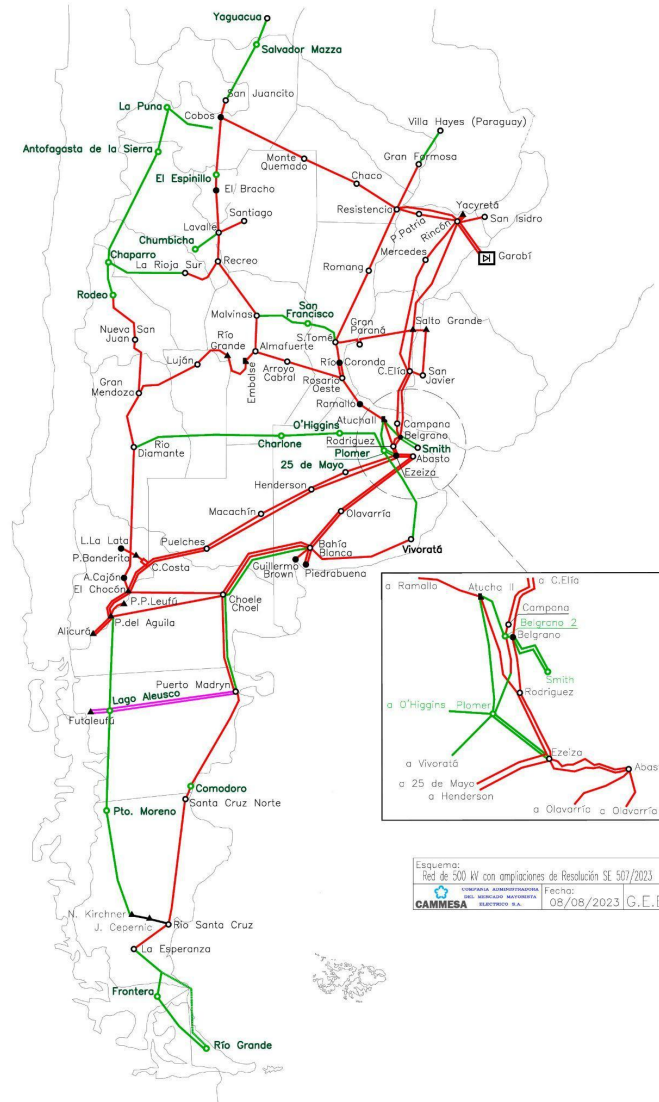 Yaguacua
Salvador Mazza
San Juancito
La Puna
Cobos
Villa Hayes (Paraguay)
Antofagasta de la Sierra
Monte
Quemado
Gran Formosa
El Espinillo
Chaco
El Bracho
Yacyretá
Resistencia
P.Patria
Rincón
San Isidro
Santiago
Lavalle
Chumbicha
Mercedes
Garabí
Chaparro
La Rioja Sur
Recreo
Romang
Rodeo
San
Francisco
Malvinas
Nueva San
Juan
Río
Grande
S.Tomé
Gran
Paraná
Salto Grande
Almafuerte
Luján
Embalse
Arroyo
Cabral
Río
Coronda
Rosario
Oeste
C.Elía
San
Javier
Gran
Mendoza
Ramallo
AtuchaII
Campana
Belgrano
O'Higgins
Rodriguez
Charlone
Smith
Río
Diamante
Plomer
Abasto
25 de Mayo
Ezeiza
Henderson
Macachín
Olavarría
L.La Lata
P.Banderita
Puelches
Bahía
Blanca
Vivoratá
C.Costa
Guillermo
Brown
Piedrabuena
A.Cajón
El Chocón
P.P.Leufú
Choele
Choel
P.del Aguila
Alicurá
Puerto Madryn
Lago Aleusco
Futaleufú
Comodoro
Santa Cruz Norte
Pto. Moreno
N. Kirchner
J. Cepernic
Rio Santa Cruz
La Esperanza
Frontera
Río Grande
a Ramallo
Atucha II
a C.Elía
Campana
Belgrano 2
Belgrano
Smith
Rodriguez
a O'Higgins
Plomer
Ezeiza
a Vivoratá
Abas
a 25 de Mayo
a Henderson
a Olavarría
a Olavarría
Esquema:
Red de 500 kV con ampliaciones de Resolución SE 507/2023
CAMMESA
COMPAÑIA ADMINISTRADORA
DEL MERCADO MAYORISTA
ELECTRICO S.A.
Fecha:
08/08/2023
G.E.E